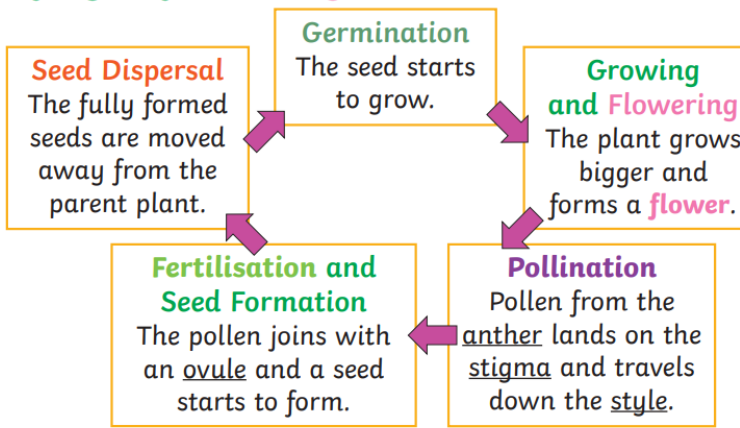 Germination
The seed starts
to grow.
Growing
and Flowering
The plant grows
bigger and
forms a flower.
Pollination
Pollen from the
anther lands on the
stigma and travels
down the style.
Fertilisation and
Seed Formation
The pollen joins with
an ovule and a seed
starts to form.
Seed Dispersal
The fully formed
seeds are moved
away from the
parent plant.